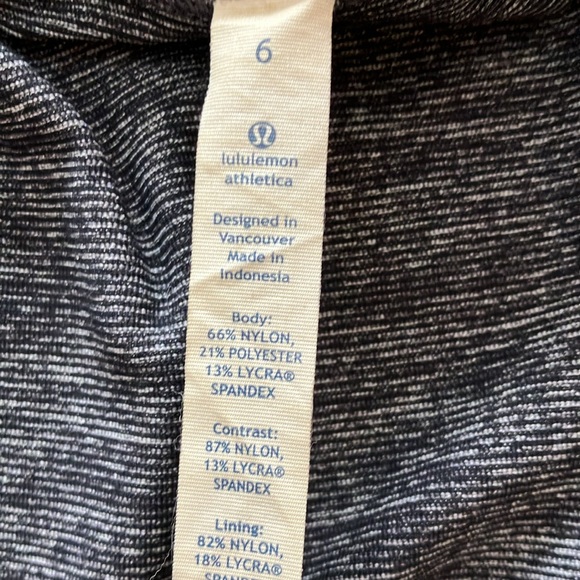 6
lululemon
athletica
Designed in
Vancouver
Made in
Indonesia
Body:
66% NYLON,
21% POLYESTER
13% LYCRA®
SPANDEX
Contrast:
87% NYLON,
13% LYCRA®
SPANDEX
Lining:
82% NYLON,
18% LYCRA®
SPANDEX